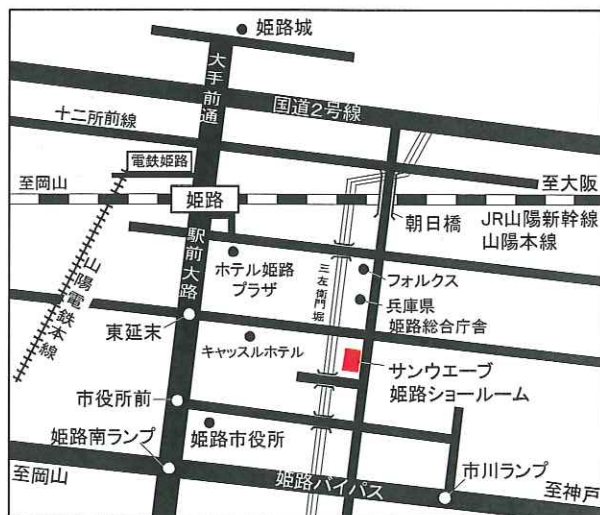 姫路城
大手前通
国道2号線
十二所前線
電鉄姫路
至岡山
姫路
至大阪
朝日橋
JR山陽新幹線
山陽本線
駅前大路
山陽電鉄本線
ホテル姫路
プラザ
三左衛門堀
フォルクス
兵庫県
姫路総合庁舎
東延末
キャッスルホテル
サンウエーブ
姫路ショールーム
市役所前
姫路市役所
姫路南ランプ
市川ランプ
至岡山
姫路バイパス
至神戸